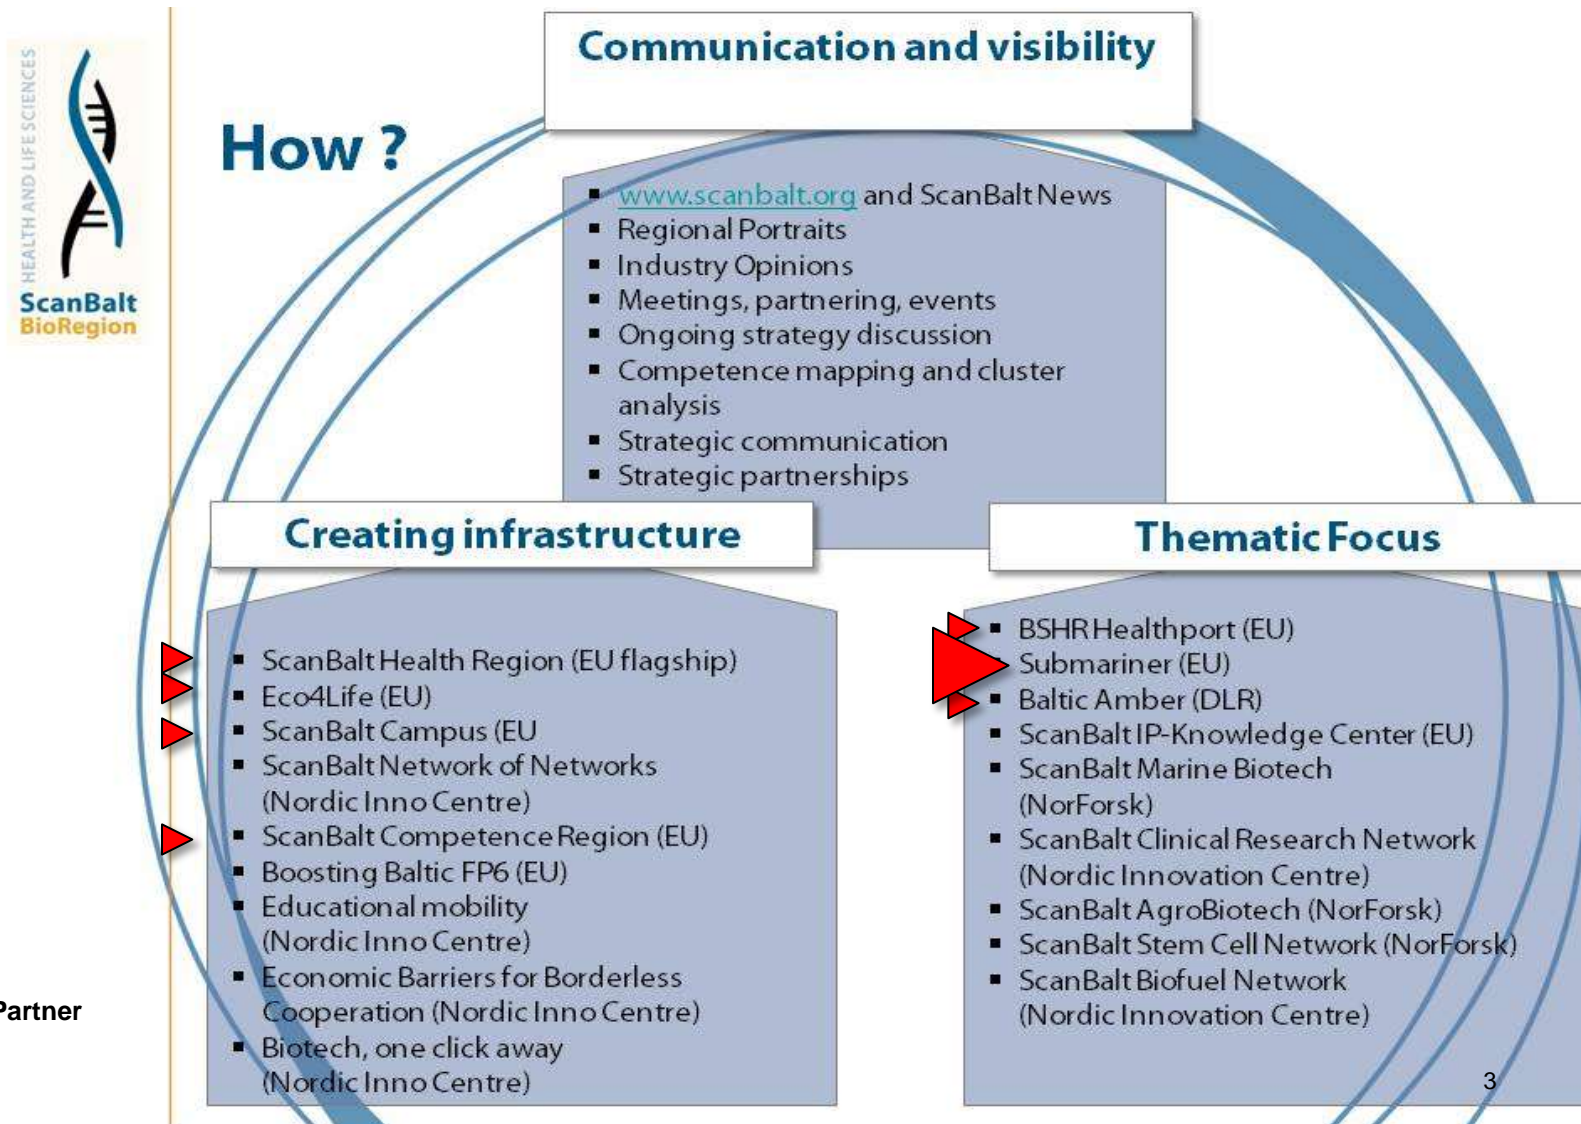 HEALTH AND LIFE SCIENCES
ScanBalt
BioRegion
How ?
Communication and visibility
www.scanbalt.org and ScanBalt News
Regional Portraits
Industry Opinions
Meetings, partnering, events
Ongoing strategy discussion
Competence mapping and cluster
analysis
Strategic communication
Strategic partnerships
Creating infrastructure
ScanBalt Health Region (EU flagship)
Eco4Life (EU)
ScanBalt Campus (EU
ScanBalt Network of Networks
(Nordic Inno Centre)
ScanBalt Competence Region (EU)
Boosting Baltic FP6 (EU)
Educational mobility
(Nordic Inno Centre)
Economic Barriers for Borderless
Cooperation (Nordic Inno Centre)
Biotech, one click away
(Nordic Inno Centre)
Thematic Focus
BSHR Healthport (EU)
Submariner (EU)
Baltic Amber (DLR)
ScanBalt IP-Knowledge Center (EU)
ScanBalt Marine Biotech
(NorForsk)
ScanBalt Clinical Research Network
(Nordic Innovation Centre)
ScanBalt AgroBiotech (NorForsk)
ScanBalt Stem Cell Network (NorForsk)
ScanBalt Biofuel Network
(Nordic Innovation Centre)
Partner
3